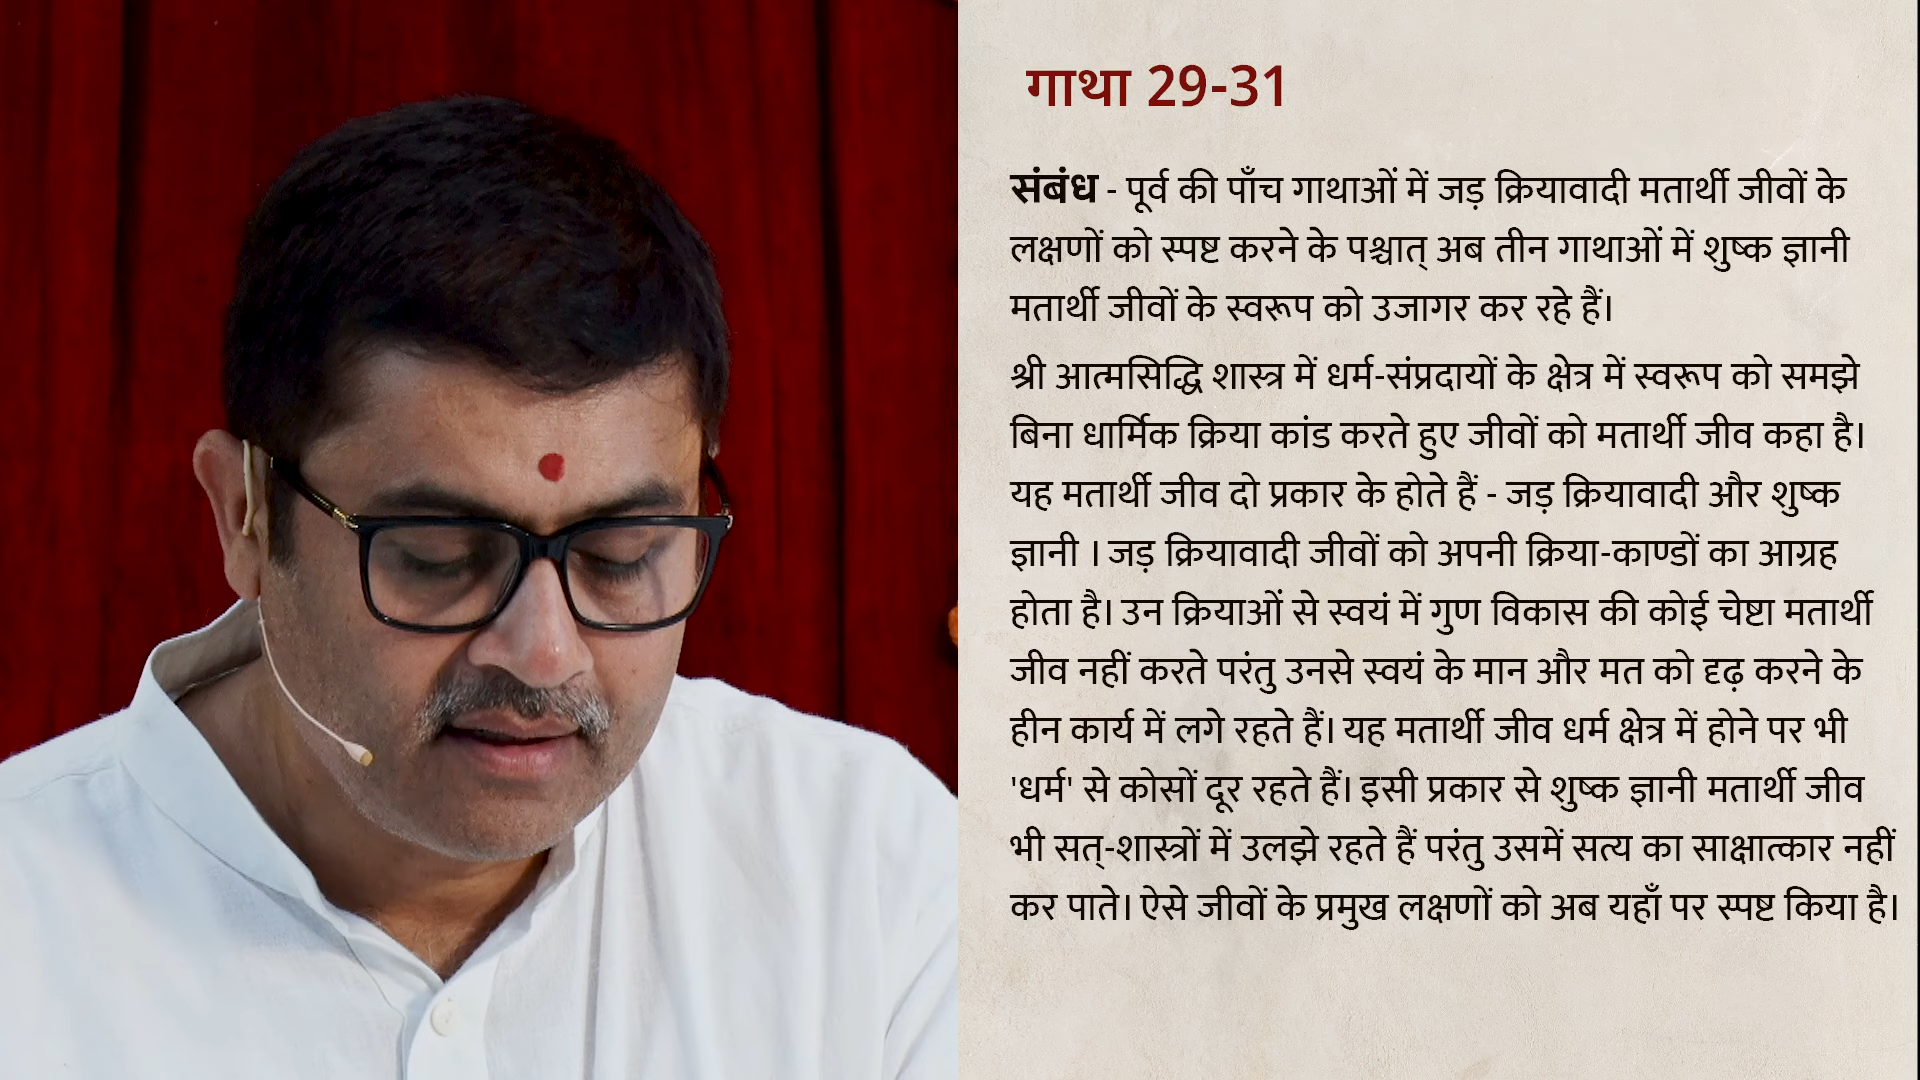 गाथा 29-31
संबंध - पूर्व की पाँच गाथाओं में जड़ क्रियावादी मतार्थी जीवों के
लक्षणों को स्पष्ट करने के पश्चात् अब तीन गाथाओं में शुष्क ज्ञानी
मतार्थी जीवों के स्वरूप को उजागर कर रहे हैं।
श्री आत्मसिद्धि शास्त्र में धर्म-संप्रदायों के क्षेत्र में स्वरूप को समझे
बिना धार्मिक क्रिया कांड करते हुए जीवों को मतार्थी जीव कहा है।
यह मतार्थी जीव दो प्रकार के होते हैं - जड़ क्रियावादी और शुष्क
ज्ञानी । जड़ क्रियावादी जीवों को अपनी क्रिया-काण्डों का आग्रह
होता है। उन क्रियाओं से स्वयं में गुण विकास की कोई चेष्टा मतार्थी
जीव नहीं करते परंतु उनसे स्वयं के मान और मत को दृढ़ करने के
हीन कार्य में लगे रहते हैं। यह मतार्थी जीव धर्म क्षेत्र में होने पर भी
'धर्म' से कोसों दूर रहते हैं। इसी प्रकार से शुष्क ज्ञानी मतार्थी जीव
भी सत्-शास्त्रों में उलझे रहते हैं परंतु उसमें सत्य का साक्षात्कार नहीं
कर पाते। ऐसे जीवों के प्रमुख लक्षणों को अब यहाँ पर स्पष्ट किया है।